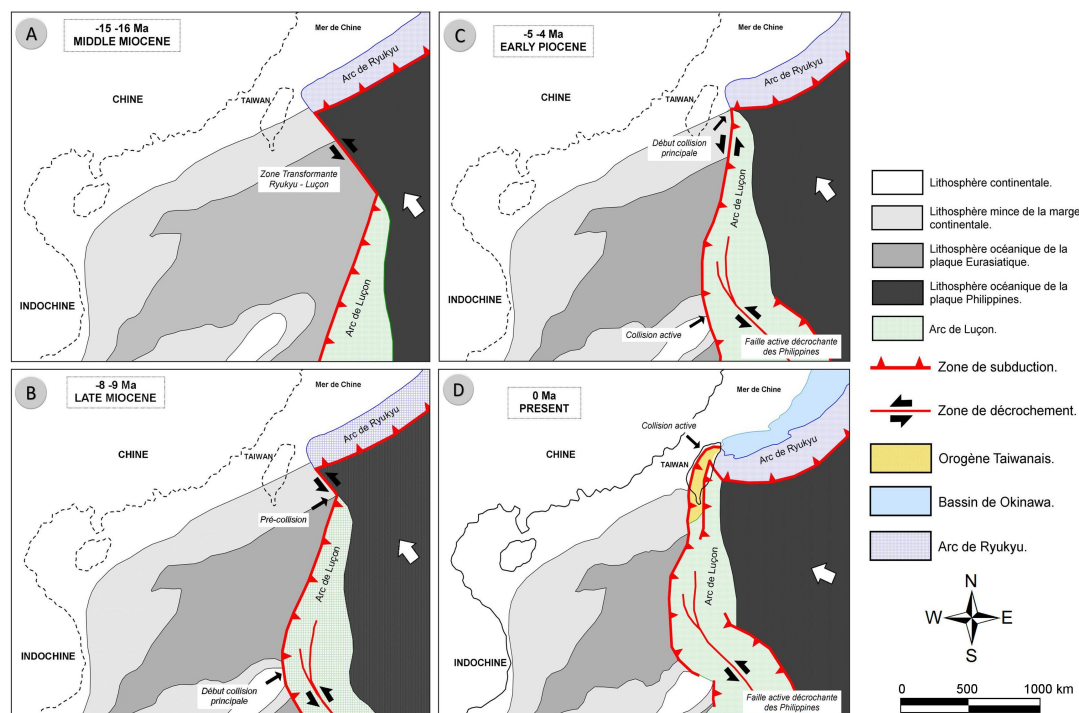 A
-15 -16 Ma
MIDDLE MIOCENE
Mer de Chine
Arc de Ryukyu
CHINE
TAIWAN
Zone Transformante
Ryukyu - Luçon
INDOCHINE
Arc de Luçon
C
-5 -4 Ma
EARLY PIOCENE
Mer de Chine
Arc de Ryukyu
CHINE
TAIWAN
Début collision
principale
Arc de Luçon
INDOCHINE
Collision active
Faille active décrochante
des Philippines
B
-8 -9 Ma
LATE MIOCENE
Mer de Chine
Arc de Ryukyu
CHINE
TAIWAN
Pré-collision
Arc de Luçon
INDOCHINE
Début collision
principale
D
0 Ma
PRESENT
Mer de Chine
Collision active
CHINE
TAIWAN
Arc de Ryukyu
Arc de Luçon
INDOCHINE
Faille active décrochante
des Philippines
Lithosphère continentale.
Lithosphère mince de la marge
continentale.
Lithosphère océanique de la
plaque Eurasiatique.
Lithosphère océanique de la
plaque Philippines.
Arc de Luçon.
Zone de subduction.
Zone de décrochement.
Orogène Taiwanais.
Bassin de Okinawa.
Arc de Ryukyu.
N
W E
S
0 500 1000 km